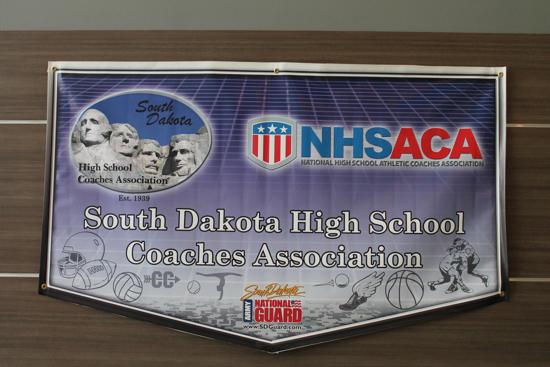 South
Dakota
High School
Coaches Association
Est. 1939
NHSACA
NATIONAL HIGH SCHOOL ATHLETIC COACHES ASSOCIATION
South Dakota High School
Coaches Association
CC
South Dakota
ARMY
NATIONAL
GUARD
www.SDGuard.com